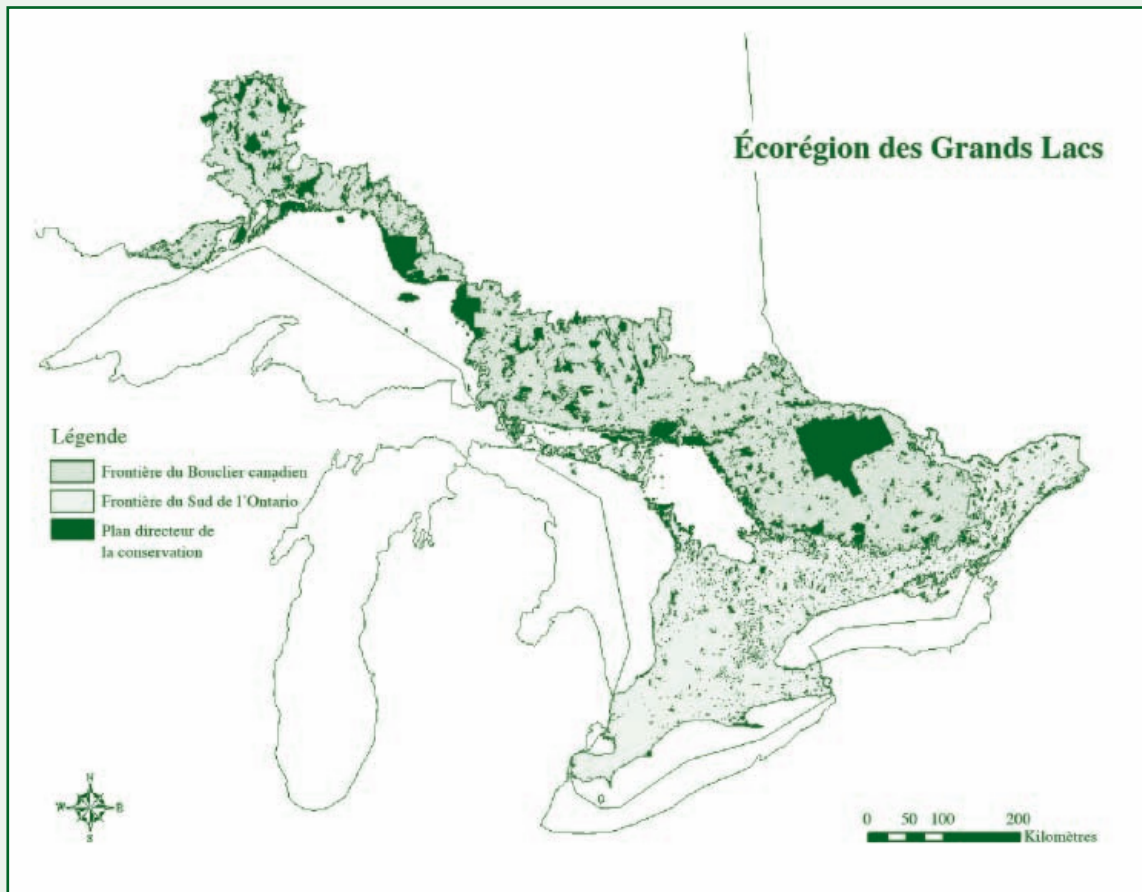 Écorégion des Grands Lacs
Légende
Frontière du Bouclier canadien
Frontière du Sud de l'Ontario
Plan directeur de
la conservation
N
W E
S
0 50 100 200
Kilomètres